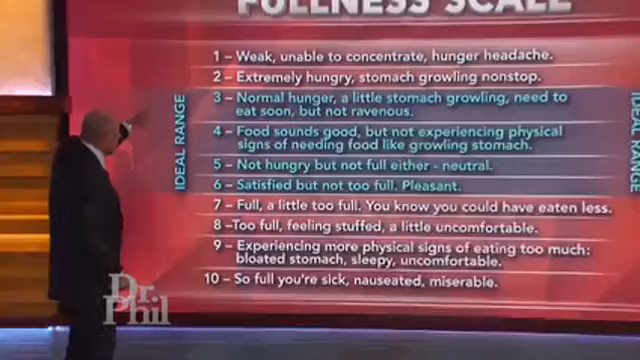 FULLNESS SCALE
1 – Weak, unable to concentrate, hunger headache.
2 – Extremely hungry, stomach growling nonstop.
3 – Normal hunger, a little stomach growling, need to
eat soon, but not ravenous.
4 – Food sounds good, but not experiencing physical
signs of needing food like growling stomach.
5 – Not hungry but not full either - neutral.
6 – Satisfied but not too full. Pleasant.
7 – Full, a little too full. You know you could have eaten less.
8 –Too full, feeling stuffed, a little uncomfortable.
9 – Experiencing more physical signs of eating too much:
bloated stomach, sleepy, uncomfortable.
10 – So full you're sick, nauseated, miserable.
IDEAL RANGE
IDEAL RANGE
Dr.
Phil